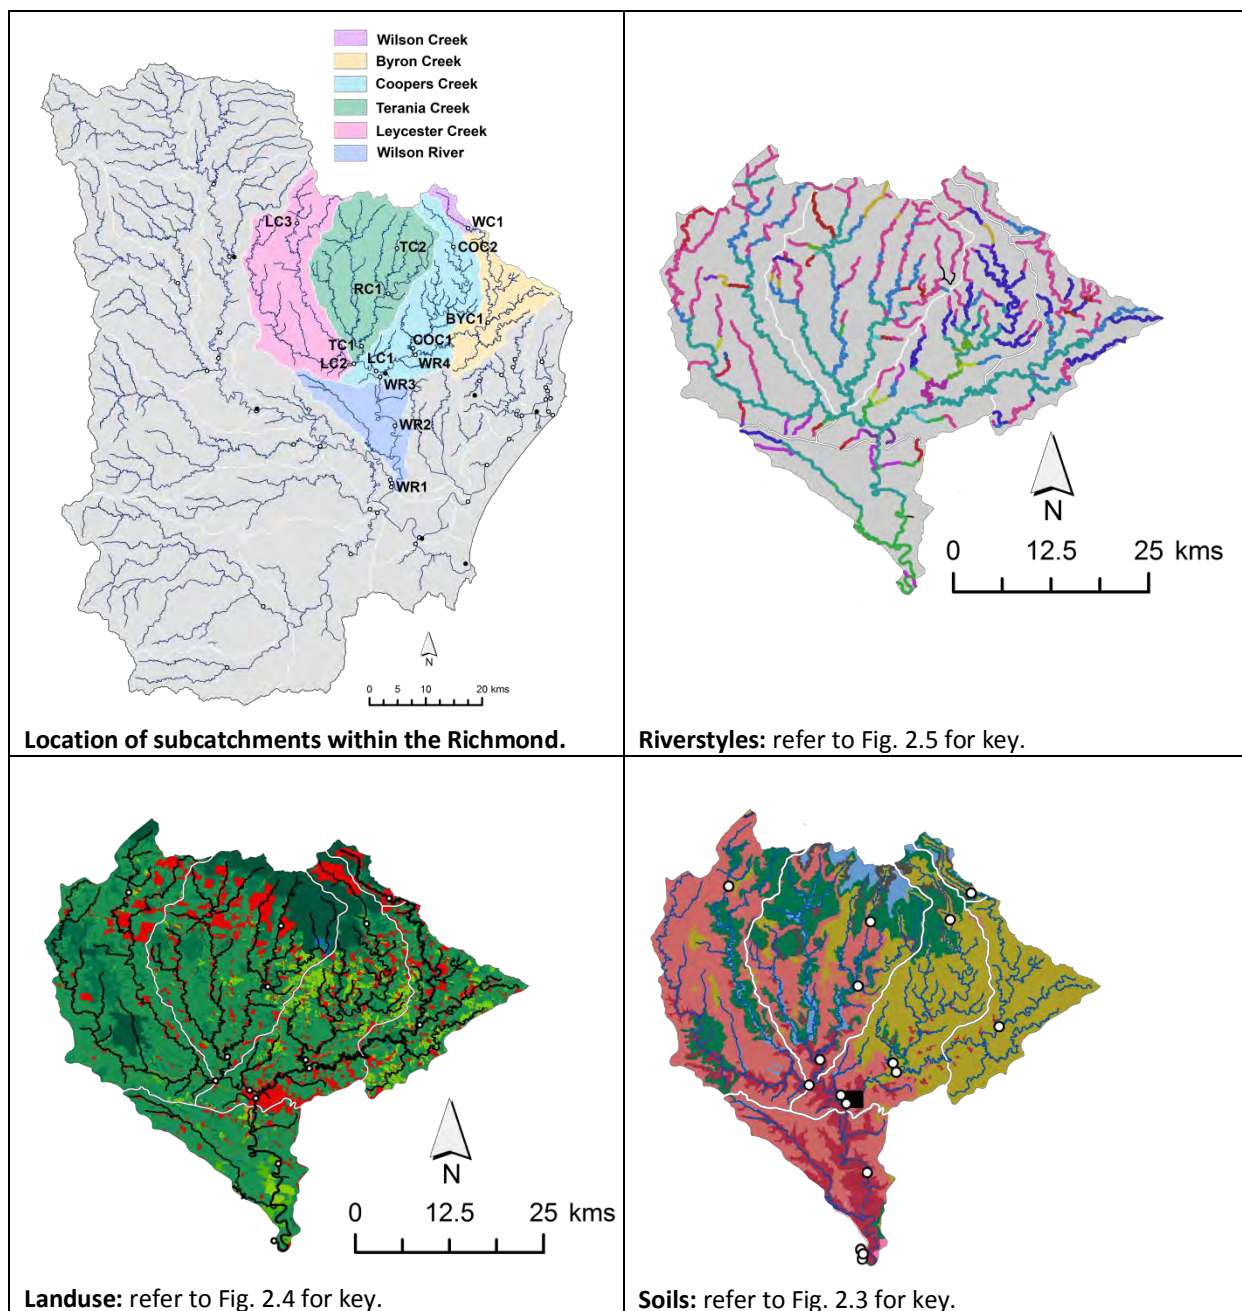 Wilson Creek
Byron Creek
Coopers Creek
Terania Creek
Leycester Creek
Wilson River
LC3
WC1
TC2
COC2
RC1
BYC1
TC1
COC1
LC1
LC2
WR4
WR3
WR2
WR1
N
0 5 10 20 kms
Location of subcatchments within the Richmond.
N
0 12.5 25 kms
Riverstyles: refer to Fig. 2.5 for key.
N
0 12.5 25 kms
Landuse: refer to Fig. 2.4 for key.
Soils: refer to Fig. 2.3 for key.